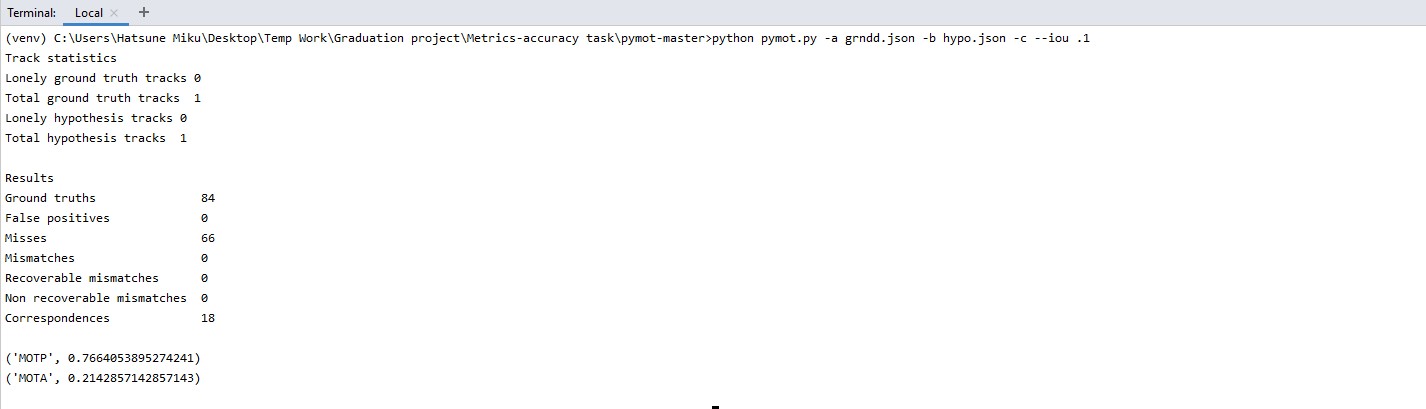 Terminal: Local × +
(venv) C:\Users\Hatsune Miku\Desktop\Temp Work\Graduation project\Metrics-accuracy task\pymot-master>python pymot.py -a grndd.json -b hypo.json -c --iou .1
Track statistics
Lonely ground truth tracks 0
Total ground truth tracks  1
Lonely hypothesis tracks 0
Total hypothesis tracks  1
Results
Ground truths               84
False positives             0
Misses                      66
Mismatches                  0
Recoverable mismatches      0
Non recoverable mismatches  0
Correspondences             18
('MOTP', 0.7664053895274241)
('MOTA', 0.2142857142857143)